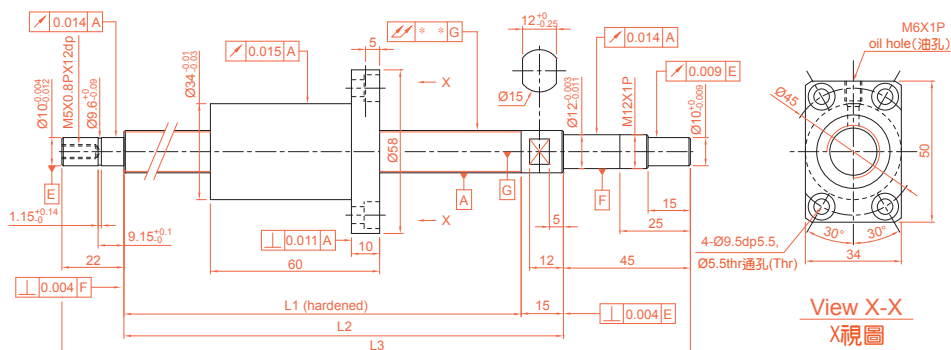 12 +0 -0.25
M6X1P
oil hole(油孔)
0.014 A
0.015 A
5
* * G
0.014 A
0.009 E
X
Ø15
Ø45
Ø10 -0.004 -0.012
M5X0.8PX12dp
Ø9.6 +0 -0.09
Ø34 -0.01 -0.03
Ø58
Ø12 -0.003 -0.011
M12X1P
Ø10 +0 -0.009
50
E
A
G
F
X
1.15 +0.14 -0
9.15 +0.1 -0
0.011 A
5
15
25
4-Ø9.5dp5.5,
Ø5.5thr通孔(Thr)
30° 30°
22
10
60
12
45
34
0.004 F
L1 (hardened)
15
0.004 E
L2
L3
View X-X
X視圖